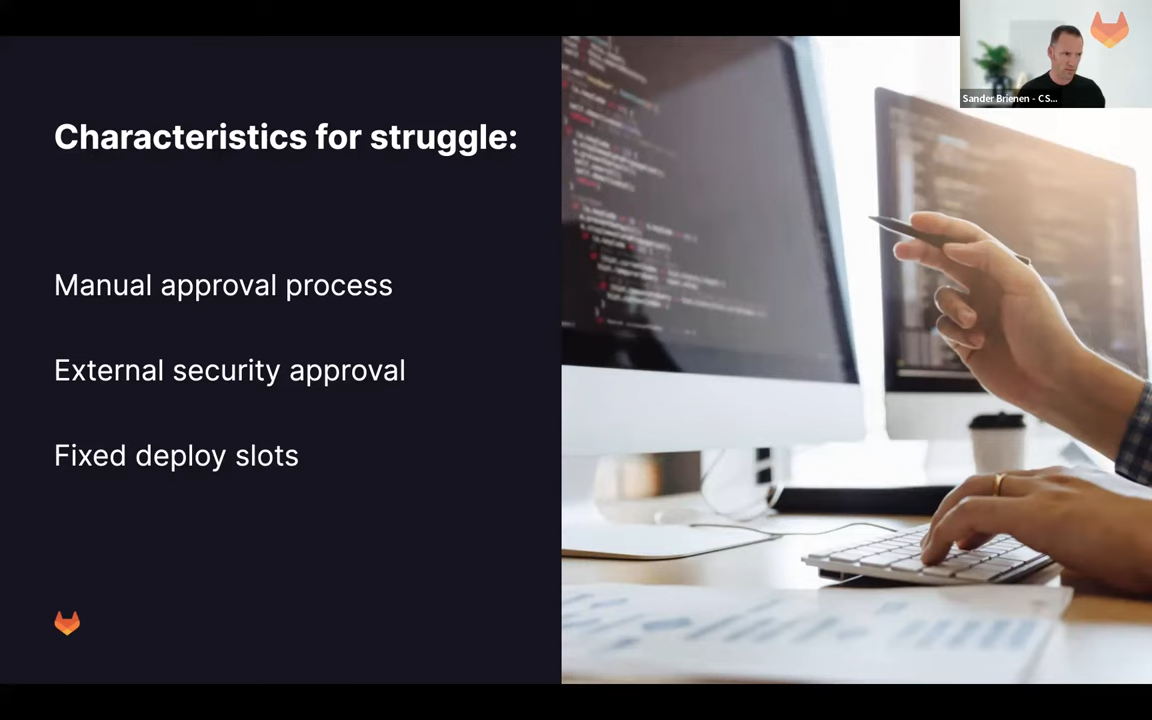 Sander Brienen - CS...
Characteristics for struggle:
Manual approval process
External security approval
Fixed deploy slots